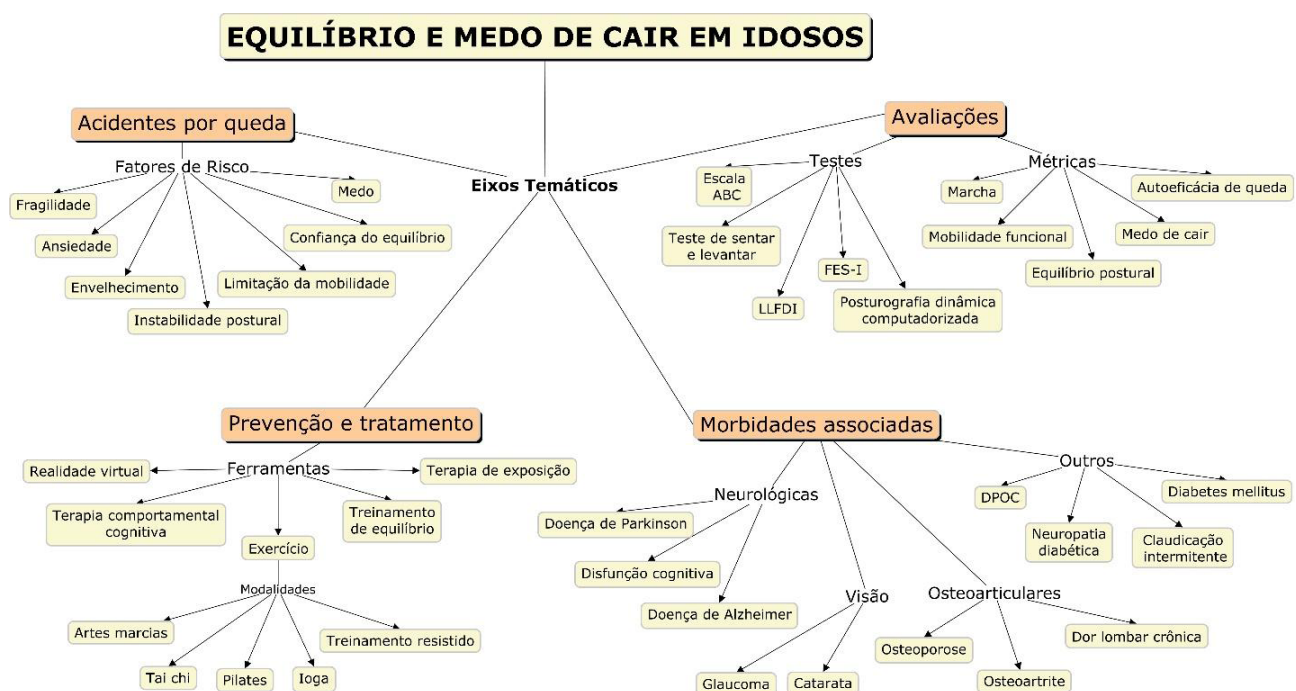 EQUILÍBRIO E MEDO DE CAIR EM IDOSOS
Eixos Temáticos
Acidentes por queda
Fatores de Risco
Fragilidade
Ansiedade
Envelhecimento
Instabilidade postural
Limitação da mobilidade
Confiança do equilíbrio
Medo
Avaliações
Testes
Escala
ABC
Teste de sentar
e levantar
LLFDI
FES-I
Posturografia dinâmica
computadorizada
Métricas
Marcha
Mobilidade funcional
Equilíbrio postural
Medo de cair
Autoeficácia de queda
Prevenção e tratamento
Ferramentas
Realidade virtual
Terapia comportamental
cognitiva
Exercício
Treinamento
de equilíbrio
Terapia de exposição
Modalidades
Artes marcias
Tai chi
Pilates
Ioga
Treinamento resistido
Morbidades associadas
Neurológicas
Doença de Parkinson
Disfunção cognitiva
Doença de Alzheimer
Visão
Glaucoma
Catarata
Osteoarticulares
Osteoporose
Osteoartrite
Dor lombar crônica
Outros
DPOC
Neuropatia
diabética
Claudicação
intermitente
Diabetes mellitus